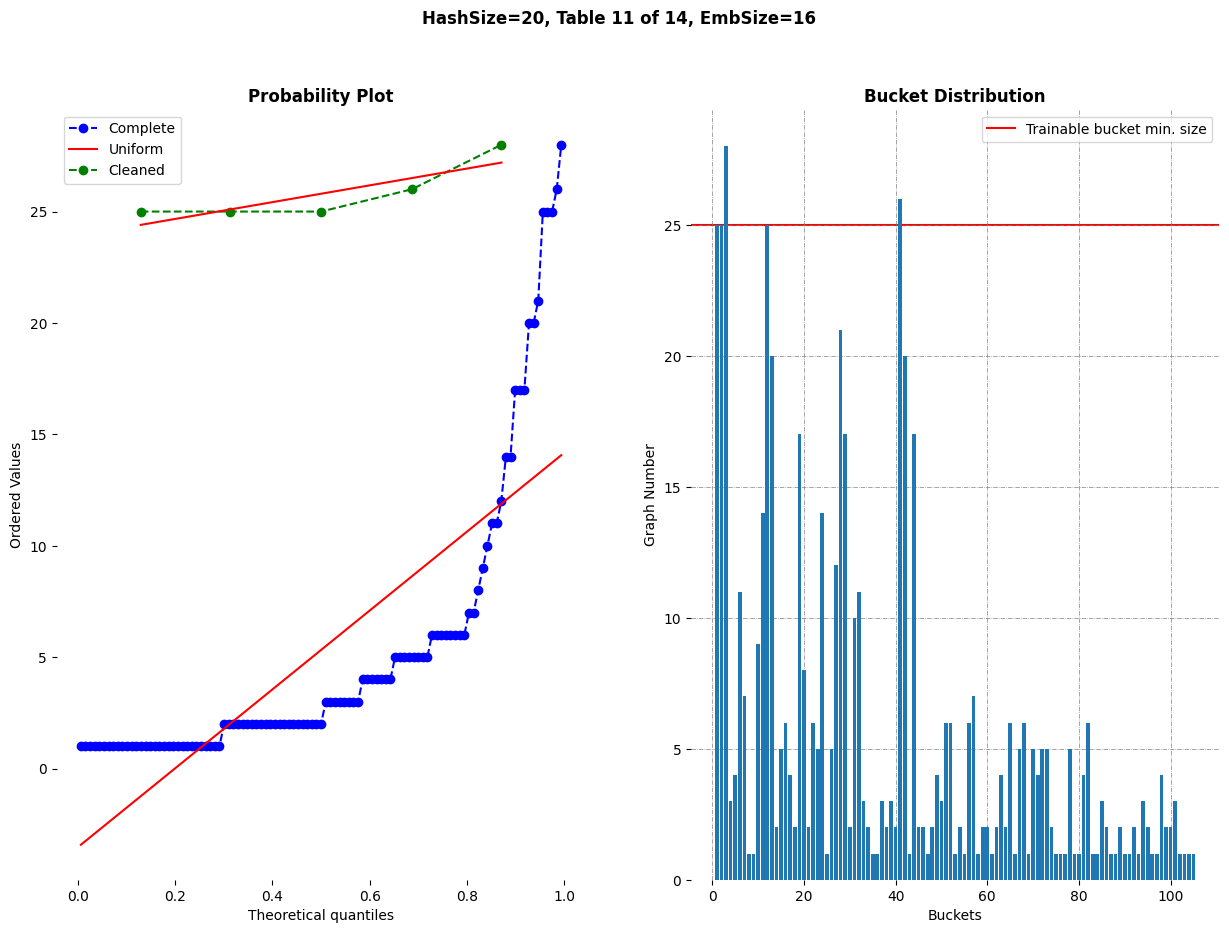 HashSize=20, Table 11 of 14, EmbSize=16
Probability Plot
Complete
Uniform
Cleaned
Ordered Values
25
20
15
10
5
0
0.0 0.2 0.4 0.6 0.8 1.0
Theoretical quantiles
Bucket Distribution
Trainable bucket min. size
Graph Number
25
20
15
10
5
0
0 20 40 60 80 100
Buckets